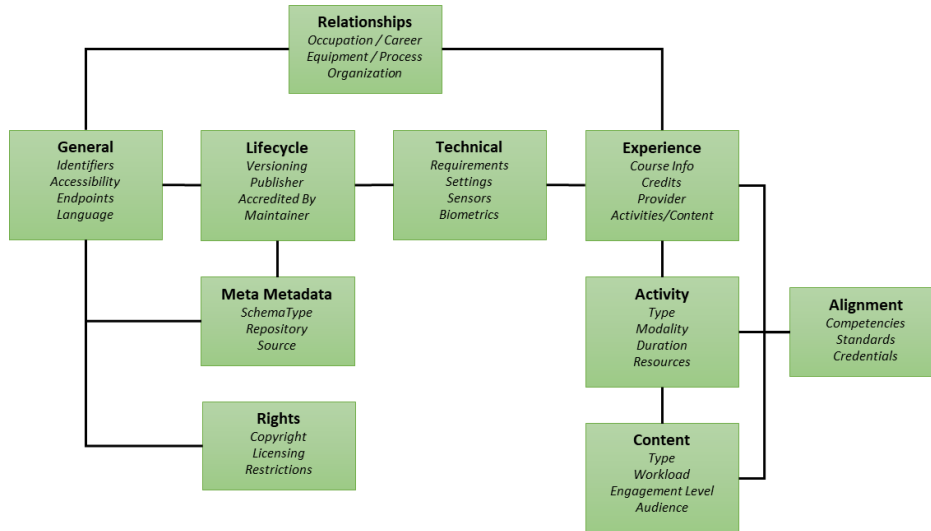 Relationships
Occupation / Career
Equipment / Process
Organization
General
Identifiers
Accessibility
Endpoints
Language
Lifecycle
Versioning
Publisher
Accredited By
Maintainer
Technical
Requirements
Settings
Sensors
Biometrics
Experience
Course Info
Credits
Provider
Activities/Content
Meta Metadata
SchemaType
Repository
Source
Activity
Type
Modality
Duration
Resources
Alignment
Competencies
Standards
Credentials
Rights
Copyright
Licensing
Restrictions
Content
Type
Workload
Engagement Level
Audience